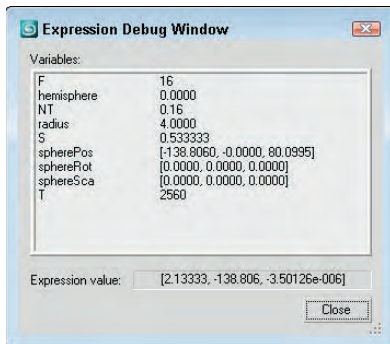 Expression Debug Window
Variables:
F 16
hemisphere 0.0000
NT 0.16
radius 4.0000
S 0.533333
spherePos [-138.8060, -0.0000, 80.0995]
sphereRot [0.0000, 0.0000, 0.0000]
sphereSca [0.0000, 0.0000, 0.0000]
T 2560
Expression value: [2.13333, -138.806, -3.50126e-006]
Close